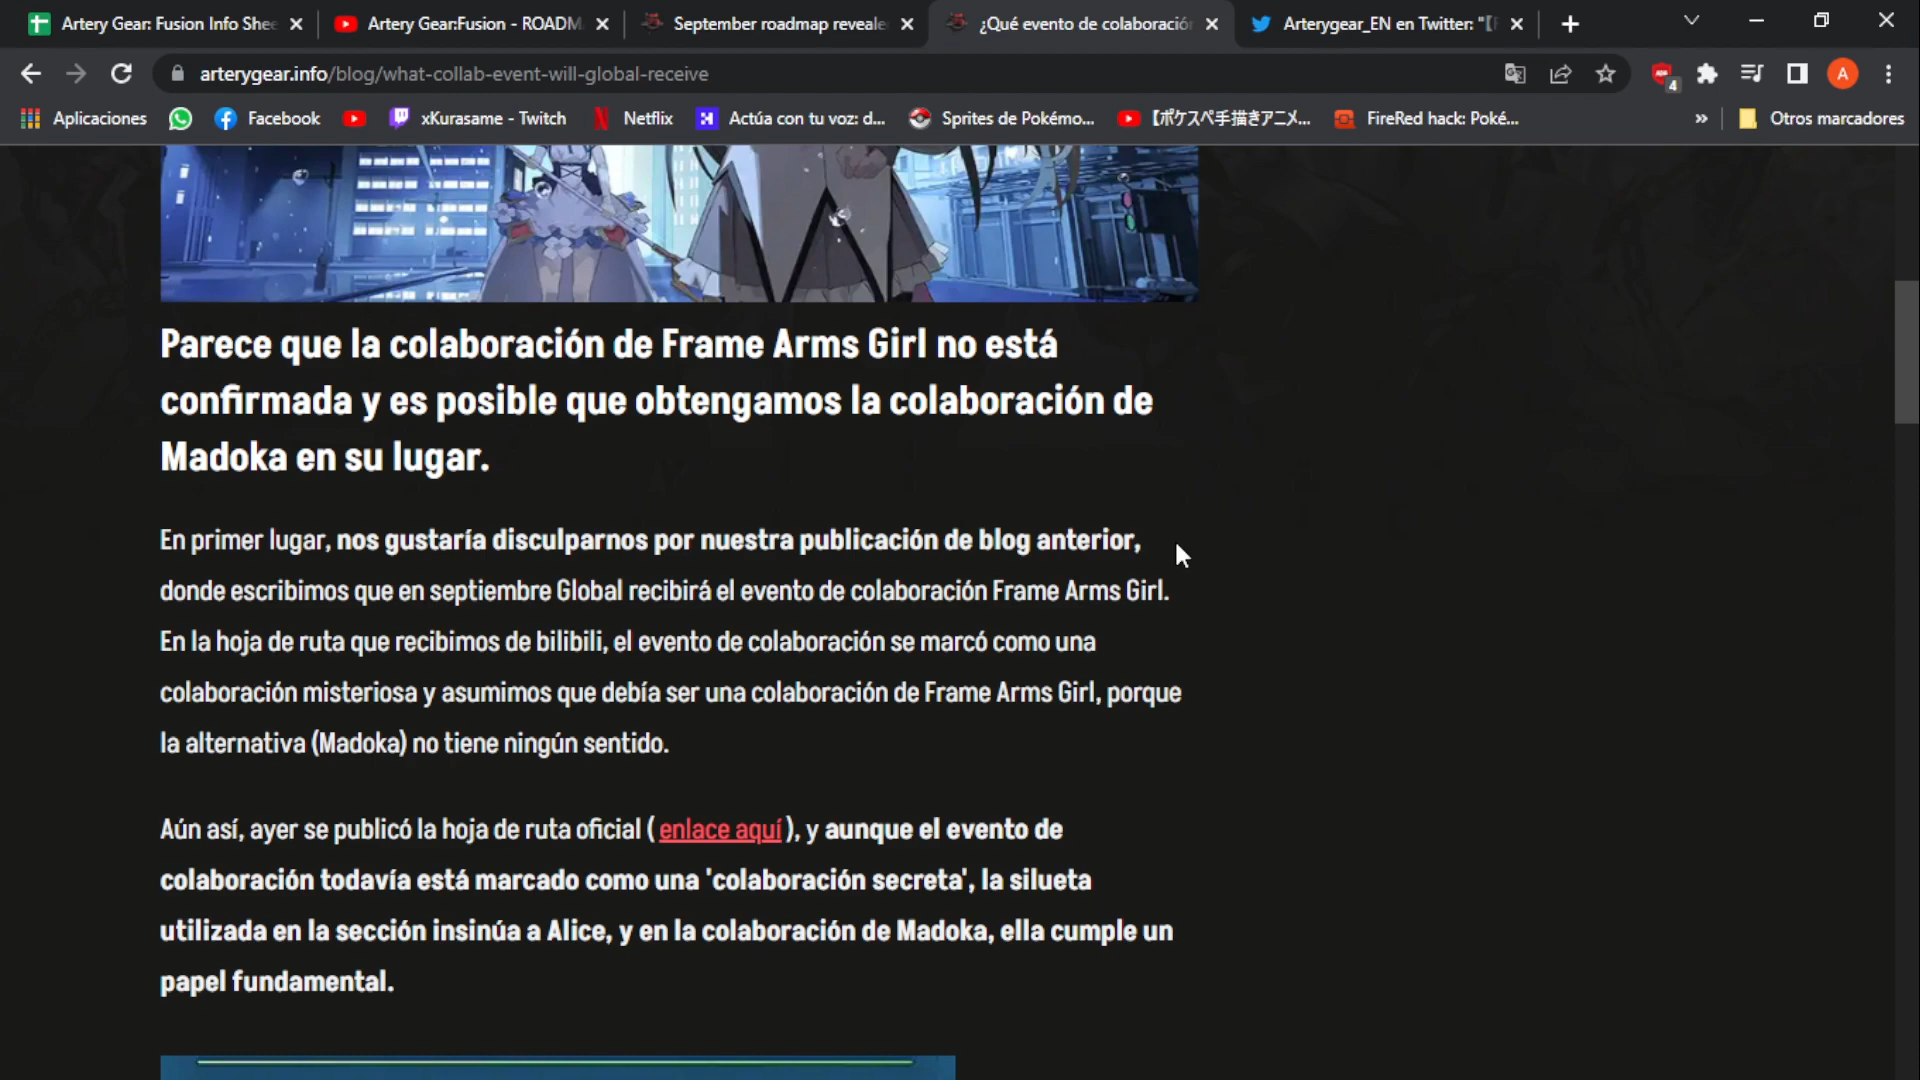 Artery Gear: Fusion Info Shee
Artery Gear:Fusion - ROADM
September roadmap reveale
¿Qué evento de colaboración
Arterygear_EN en Twitter: "【F
arterygear.info/blog/what-collab-event-will-global-receive
4
A
Aplicaciones
Facebook
xKurasame - Twitch
Netflix
Actúa con tu voz: d...
Sprites de Pokémo...
【ポケスペ手描きアニメ...
FireRed hack: Poké...
»
Otros marcadores
Parece que la colaboración de Frame Arms Girl no está
confirmada y es posible que obtengamos la colaboración de
Madoka en su lugar.
En primer lugar, nos gustaría disculparnos por nuestra publicación de blog anterior,
donde escribimos que en septiembre Global recibirá el evento de colaboración Frame Arms Girl.
En la hoja de ruta que recibimos de bilibili, el evento de colaboración se marcó como una
colaboración misteriosa y asumimos que debía ser una colaboración de Frame Arms Girl, porque
la alternativa (Madoka) no tiene ningún sentido.
Aún así, ayer se publicó la hoja de ruta oficial ( enlace aquí ), y aunque el evento de
colaboración todavía está marcado como una 'colaboración secreta', la silueta
utilizada en la sección insinúa a Alice, y en la colaboración de Madoka, ella cumple un
papel fundamental.